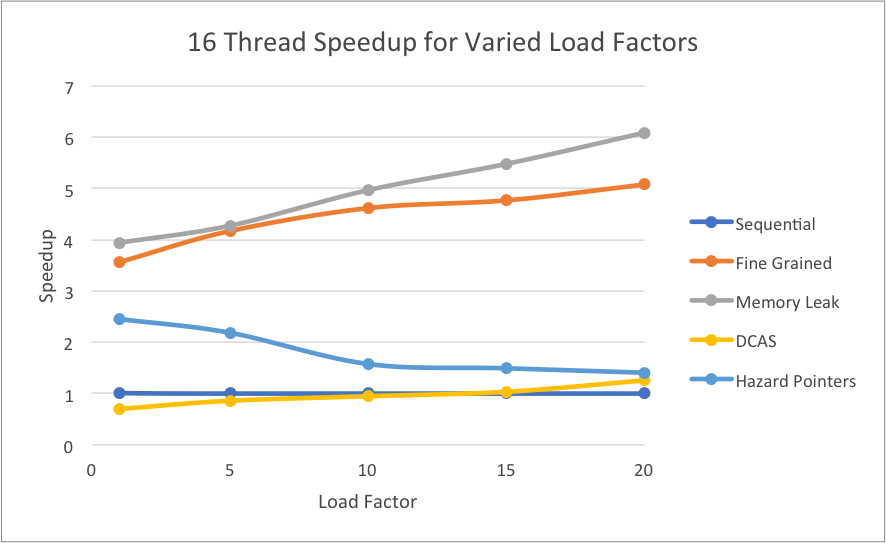 16 Thread Speedup for Varied Load Factors
7
6
5
4
3
2
1
0
Speedup
0 5 10 15 20
Load Factor
Sequential
Fine Grained
Memory Leak
DCAS
Hazard Pointers